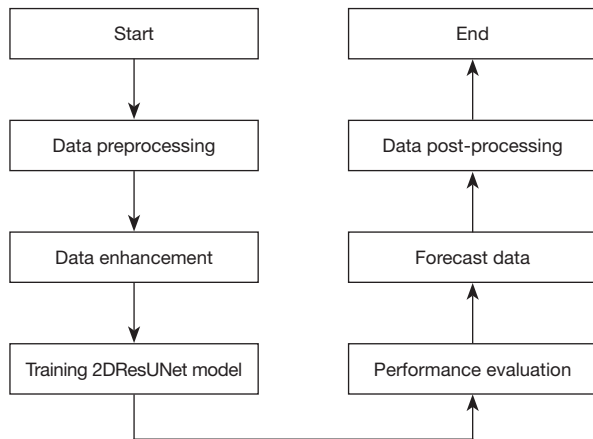 Start
Data preprocessing
Data enhancement
Training 2DResUNet model
Performance evaluation
Forecast data
Data post-processing
End